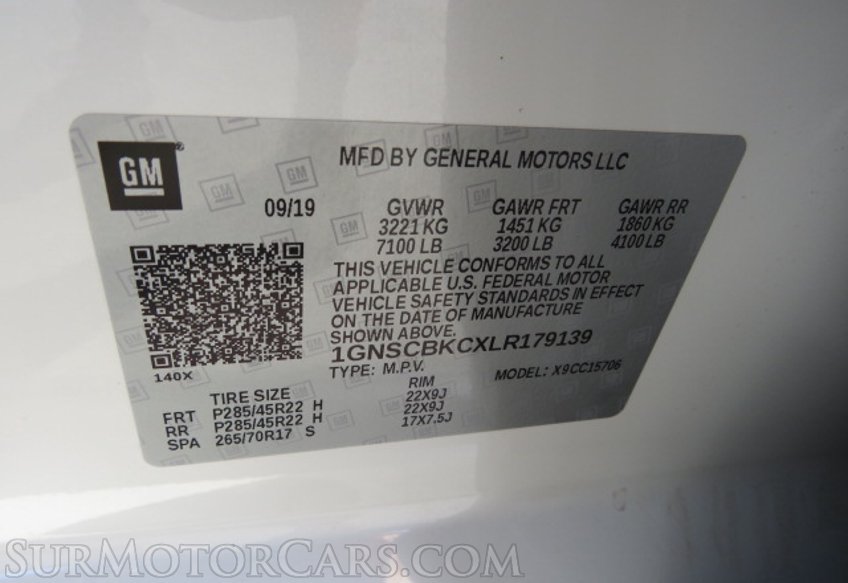 GM
MFD BY GENERAL MOTORS LLC
09/19 GVWR GAWR FRT GAWR RR
3221 KG 1451 KG 1860 KG
7100 LB 3200 LB 4100 LB
THIS VEHICLE CONFORMS TO ALL
APPLICABLE U.S. FEDERAL MOTOR
VEHICLE SAFETY STANDARDS IN EFFECT
ON THE DATE OF MANUFACTURE
SHOWN ABOVE.
1GNSCBKCXLR179139
140X
TYPE: M.P.V. MODEL: X9CC15706
TIRE SIZE RIM
FRT P285/45R22 H 22X9J
RR P285/45R22 H 22X9J
SPA 265/70R17 S 17X7.5J
SurMotorCars.com